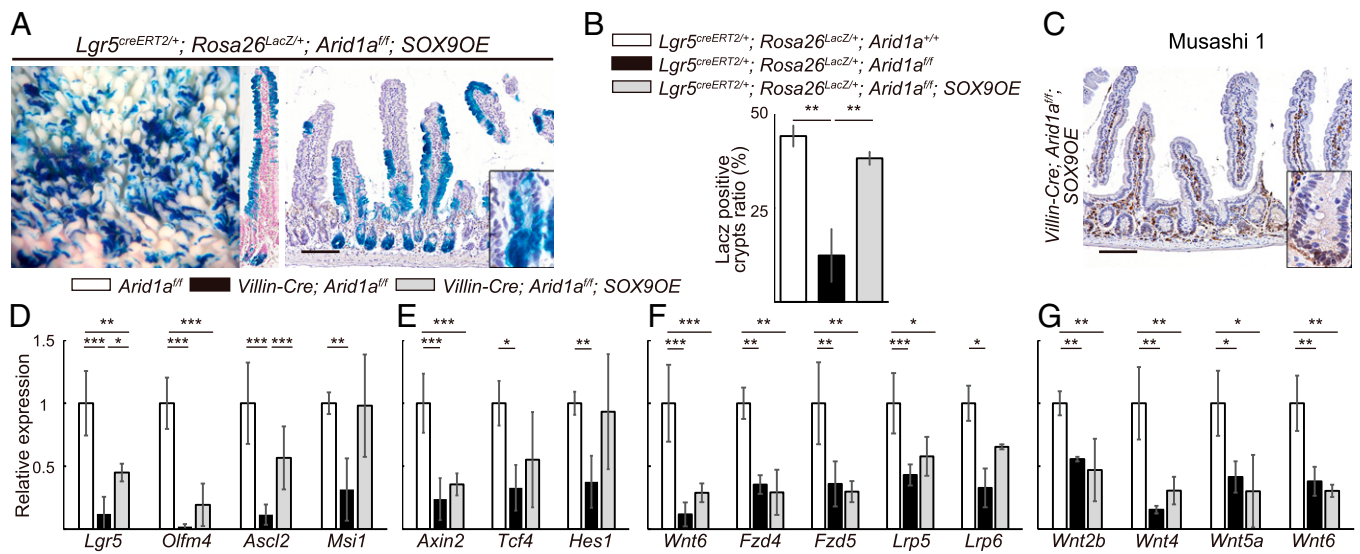 A
Lgr5creERT2/+; Rosa26LacZ/+; Arid1af/f; SOX9OE
B
Lgr5creERT2/+; Rosa26LacZ/+; Arid1a+/+
Lgr5creERT2/+; Rosa26LacZ/+; Arid1af/f
Lgr5creERT2/+; Rosa26LacZ/+; Arid1af/f; SOX9OE
** **
50
25
Lacz positive
crypts ratio (%)
C
Musashi 1
Villin-Cre; Arid1af/f;
SOX9OE
Arid1af/f Villin-Cre; Arid1af/f Villin-Cre; Arid1af/f; SOX9OE
D
Relative expression
1.5
1
0.5
** ***
*** * *** *** *** **
Lgr5 Olfm4 Ascl2 Msi1
E
***
*** * **
Axin2 Tcf4 Hes1
F
*** ** ** *
*** ** ** *** *
Wnt6 Fzd4 Fzd5 Lrp5 Lrp6
G
** ** * **
** ** * **
Wnt2b Wnt4 Wnt5a Wnt6